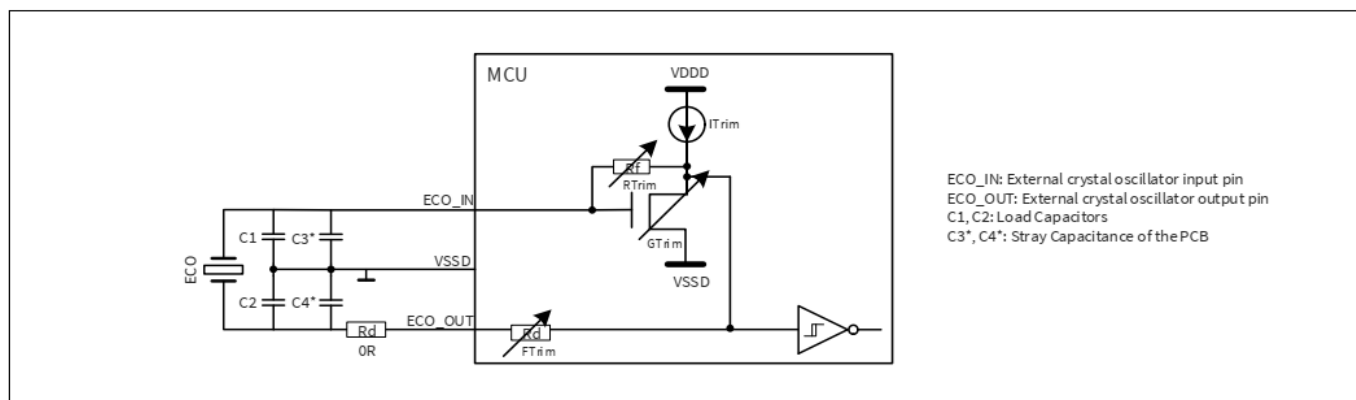 MCU
VDDD
ITrim
Rf
RTrim
ECO_IN
GTrim
C1
C3*
VSSD
ECO
VSSD
C2
C4*
ECO_OUT
Rd
Rd
0R
FTrim
ECO_IN: External crystal oscillator input pin
ECO_OUT: External crystal oscillator output pin
C1, C2: Load Capacitors
C3*, C4*: Stray Capacitance of the PCB